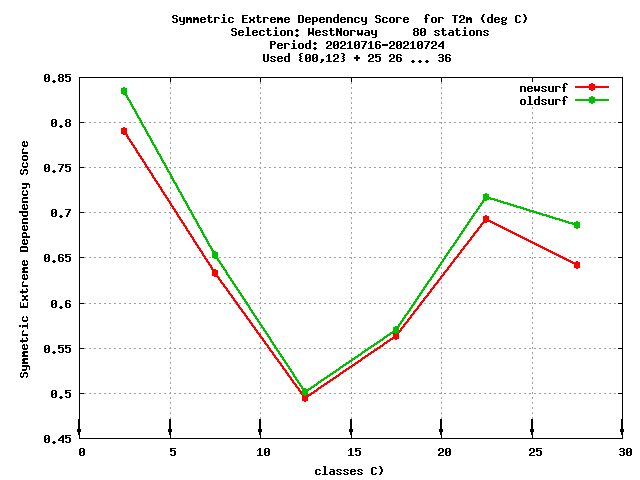 Symmetric Extreme Dependency Score  for T2m (deg C)
Selection: WestNorway     80 stations
Period: 20210716-20210724
Used {00,12} + 25 26 ... 36
newsurf
oldsurf
Symmetric Extreme Dependency Score
0.85
0.8
0.75
0.7
0.65
0.6
0.55
0.5
0.45
0 5 10 15 20 25 30
classes C)